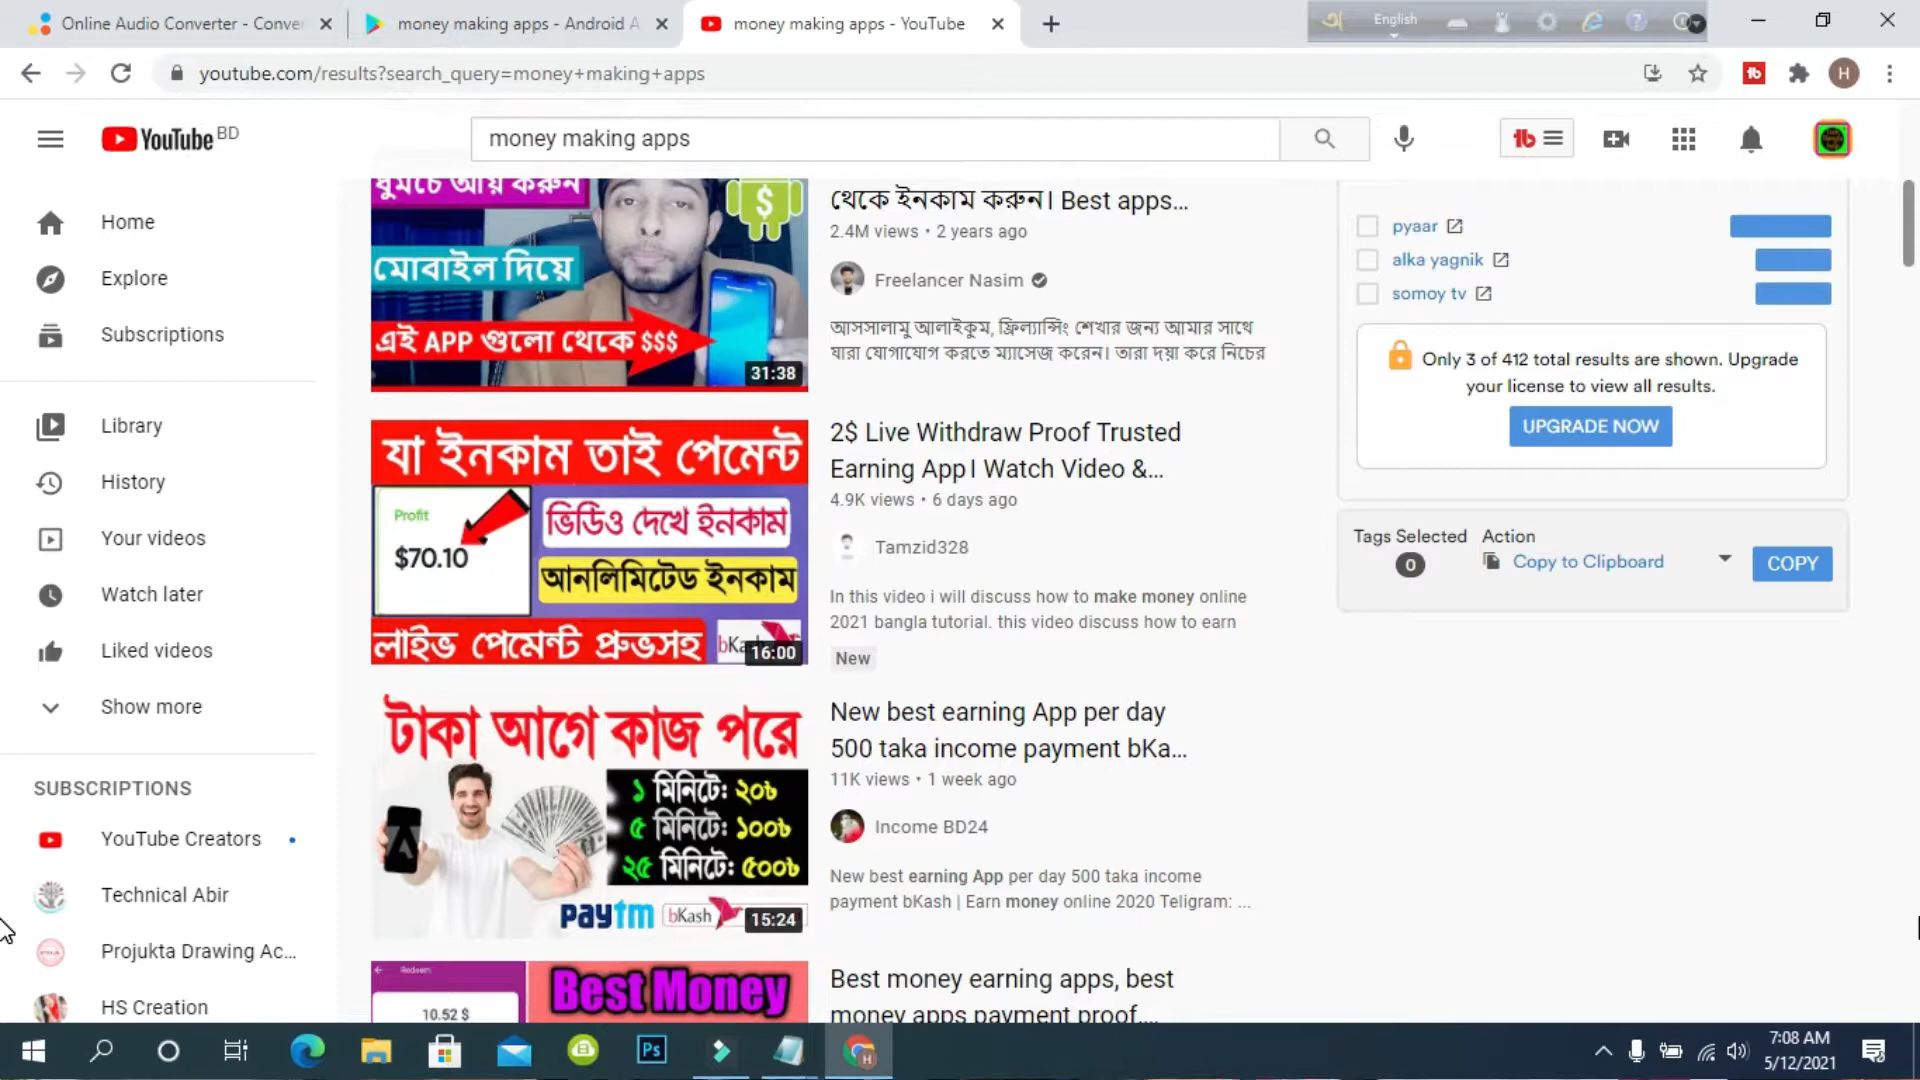 Online Audio Converter - Conver
money making apps - Android A
money making apps - YouTube
English
youtube.com/results?search_query=money+making+apps
H
YouTube BD
money making apps
Home
Explore
Subscriptions
Library
History
Your videos
Watch later
Liked videos
Show more
SUBSCRIPTIONS
YouTube Creators
Technical Abir
Projukta Drawing Ac...
HS Creation
ঘুমচে আয় করুন
মোবাইল দিয়ে
এই APP গুলো থেকে $$$
31:38
থেকে ইনকাম করুন। Best apps...
2.4M views • 2 years ago
Freelancer Nasim
আসসালামু আলাইকুম, ফ্রিল্যান্সিং শেখার জন্য আমার সাথে
যারা যোগাযোগ করতে ম্যাসেজ করেন। তারা দয়া করে নিচের
যা ইনকাম তাই পেমেন্ট
Profit
$70.10
ভিডিও দেখে ইনকাম
আনলিমিটেড ইনকাম
লাইভ পেমেন্ট প্রুভসহ
16:00
2$ Live Withdraw Proof Trusted
Earning App। Watch Video &...
4.9K views • 6 days ago
Tamzid328
In this video i will discuss how to make money online
2021 bangla tutorial. this video discuss how to earn
New
টাকা আগে কাজ পরে
১ মিনিটে: ২০৳
৫ মিনিটে: ১০০৳
২৫ মিনিটে: ৫০০৳
paytm bKash
15:24
New best earning App per day
500 taka income payment bKa...
11K views • 1 week ago
Income BD24
New best earning App per day 500 taka income
payment bKash | Earn money online 2020 Teligram: ...
Redeem
10.52 $
Best Money
Best money earning apps, best
money apps payment proof....
pyaar
alka yagnik
somoy tv
Only 3 of 412 total results are shown. Upgrade
your license to view all results.
UPGRADE NOW
Tags Selected
0
Action
Copy to Clipboard
COPY
Ps
H
7:08 AM
5/12/2021